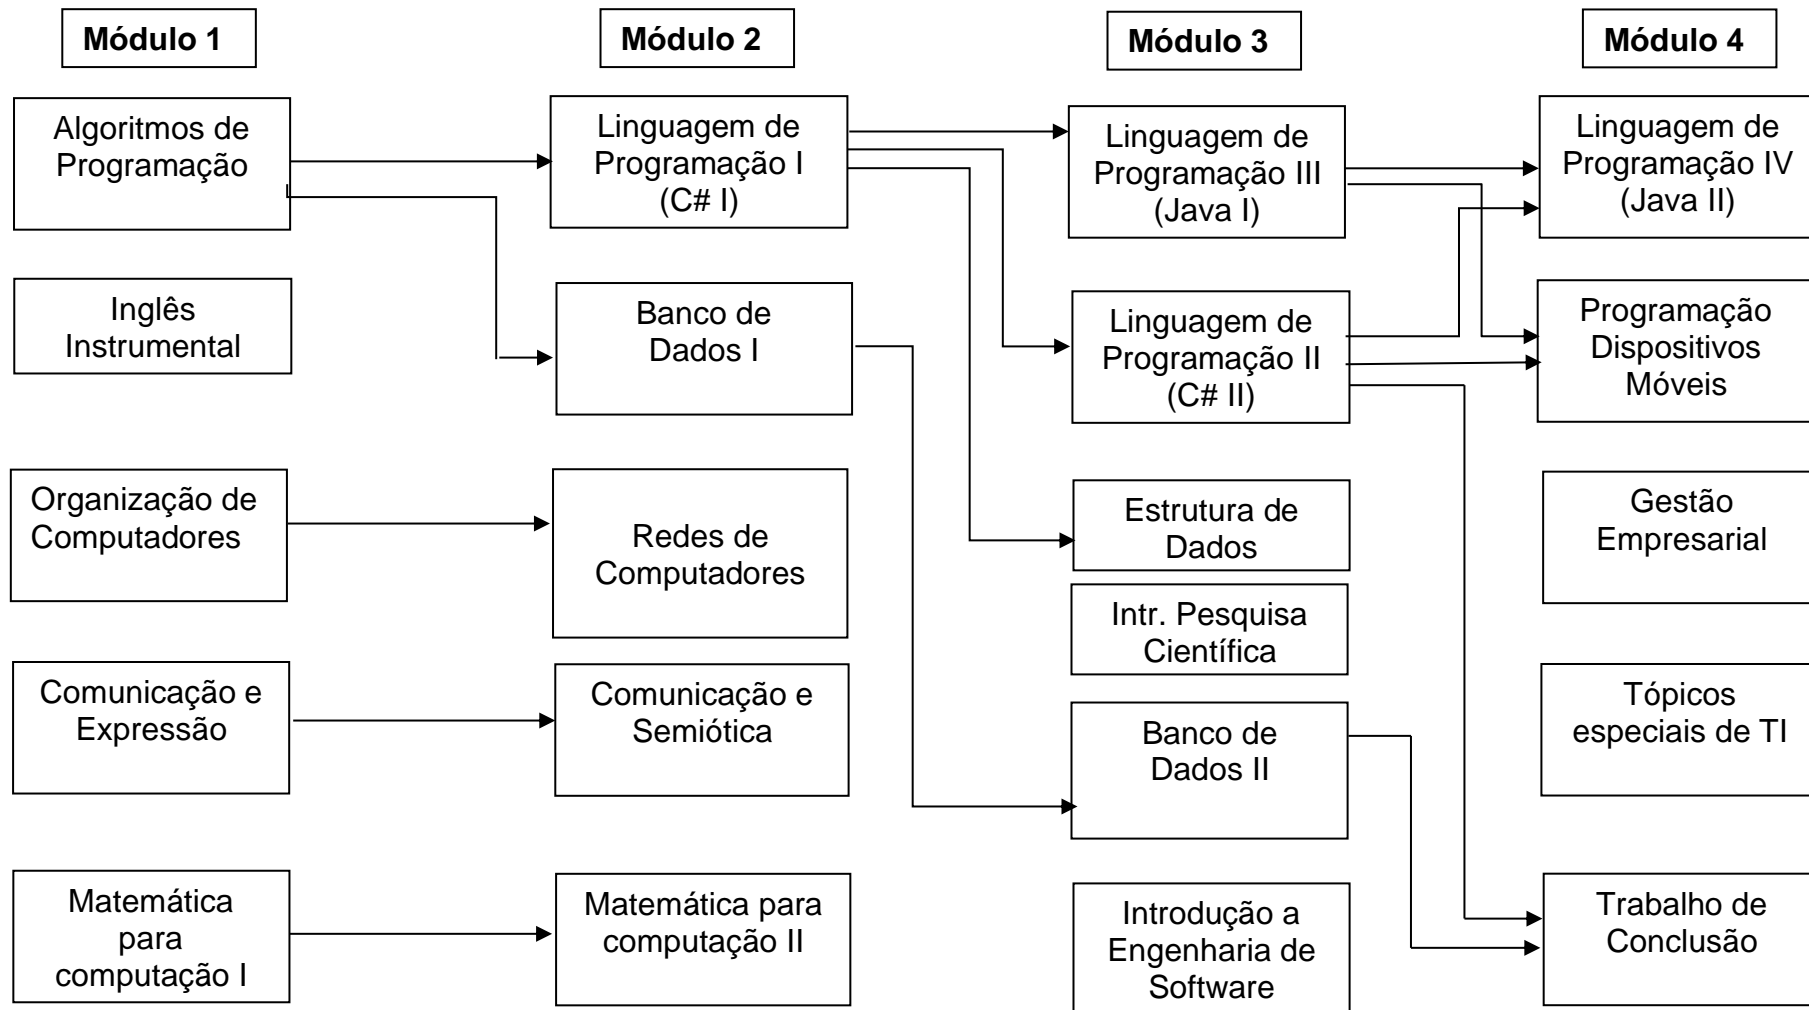 Módulo 1
Módulo 2
Módulo 3
Módulo 4
Algoritmos de
Programação
Linguagem de
Programação I
(C# I)
Linguagem de
Programação III
(Java I)
Linguagem de
Programação IV
(Java II)
Inglês
Instrumental
Banco de
Dados I
Linguagem de
Programação II
(C# II)
Programação
Dispositivos
Móveis
Organização de
Computadores
Redes de
Computadores
Estrutura de
Dados
Gestão
Empresarial
Intr. Pesquisa
Científica
Comunicação e
Expressão
Comunicação e
Semiótica
Banco de
Dados II
Tópicos
especiais de TI
Matemática
para
computação I
Matemática para
computação II
Introdução a
Engenharia de
Software
Trabalho de
Conclusão